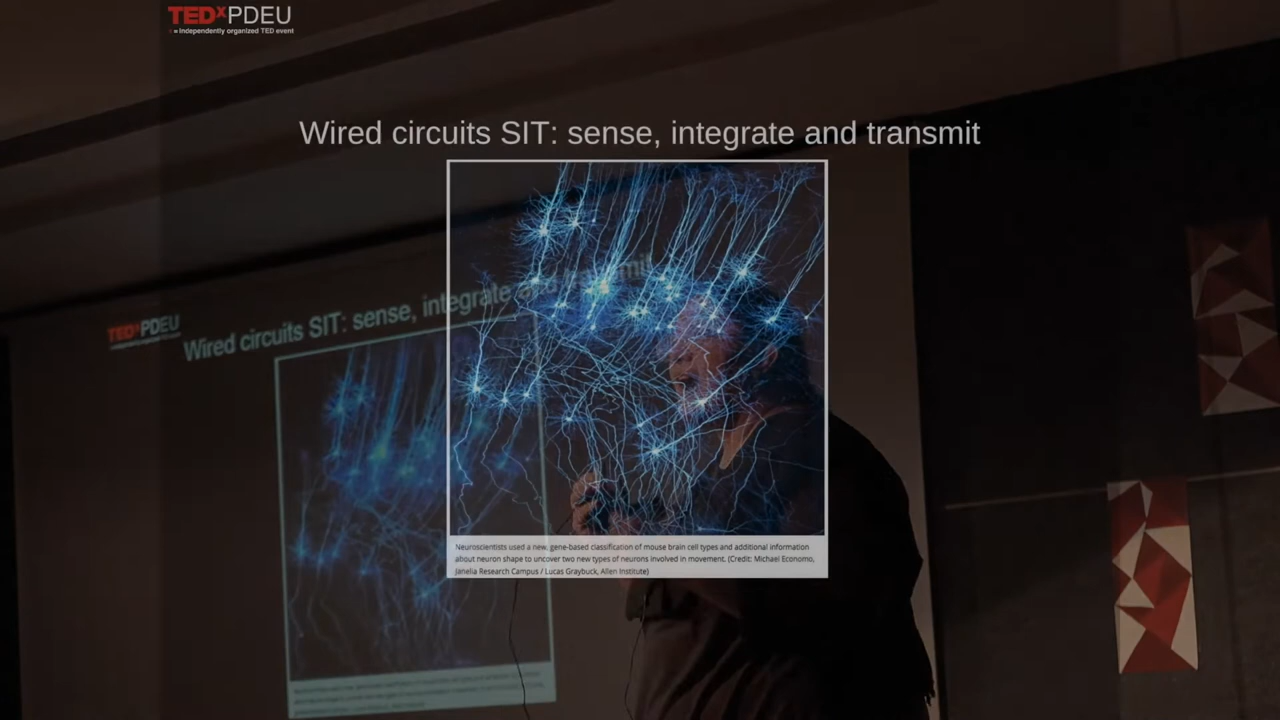 TEDxPDEU
x = independently organized TED event
Wired circuits SIT: sense, integrate and transmit
TEDxPDEU
Wired circuits SIT: sense, integrate and transmit
Neuroscientists used a new, gene-based classification of mouse brain cell types and additional information
about neuron shape to uncover two new types of neurons involved in movement. (Credit: Michael Economo,
Janelia Research Campus / Lucas Graybuck, Allen Institute)